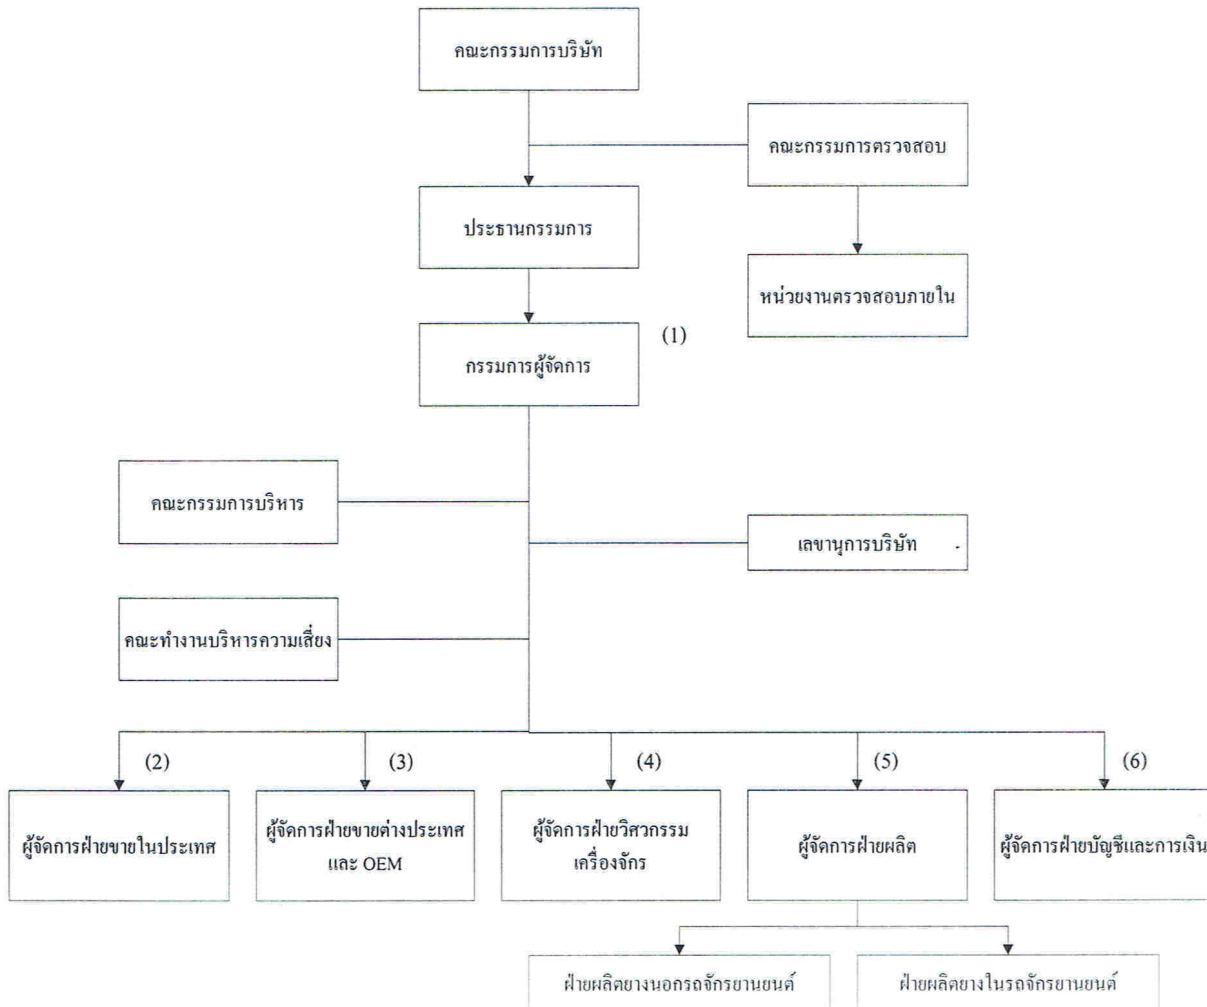 คณะกรรมการบริษัท
คณะกรรมการตรวจสอบ
ประธานกรรมการ
หน่วยงานตรวจสอบภายใน
(1)
กรรมการผู้จัดการ
คณะกรรมการบริหาร
เลขานุการบริษัท
คณะทำงานบริหารความเสี่ยง
(2)
(3)
(4)
(5)
(6)
ผู้จัดการฝ่ายขายในประเทศ
ผู้จัดการฝ่ายขายต่างประเทศ
และ OEM
ผู้จัดการฝ่ายวิศวกรรม
เครื่องจักร
ผู้จัดการฝ่ายผลิต
ผู้จัดการฝ่ายบัญชีและการเงิน
ฝ่ายผลิตยางนอกรถจักรยานยนต์
ฝ่ายผลิตยางในรถจักรยานยนต์